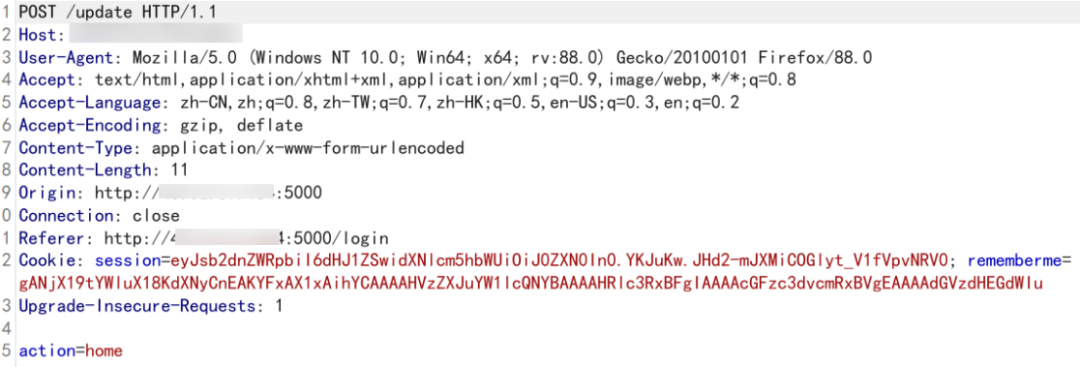 1 POST /update HTTP/1.1
2 Host:
3 User-Agent: Mozilla/5.0 (Windows NT 10.0; Win64; x64; rv:88.0) Gecko/20100101 Firefox/88.0
4 Accept: text/html,application/xhtml+xml,application/xml;q=0.9,image/webp,*/*;q=0.8
5 Accept-Language: zh-CN,zh;q=0.8,zh-TW;q=0.7,zh-HK;q=0.5,en-US;q=0.3,en;q=0.2
6 Accept-Encoding: gzip, deflate
7 Content-Type: application/x-www-form-urlencoded
8 Content-Length: 11
9 Origin: http:// :5000
0 Connection: close
1 Referer: http://4 4:5000/login
2 Cookie: session=eyJsb2dnZWRpbiI6dHJ1ZSwidXNlcm5hbWUiOiJ0ZXN0In0.YKJuKw.JHd2-mJXMiCOGlyt_V1fVpvNRV0; rememberme=
gANjX19tYWluX18KdXNyCnEAKYFxAX1xAihYCAAAAHVzZXJuYW1lcQNYBAAAAHRlc3RxBFgIAAAAcGFzc3dvcmRxBVgEAAAAdGVzdHEGdWIu
3 Upgrade-Insecure-Requests: 1
4
5 action=home